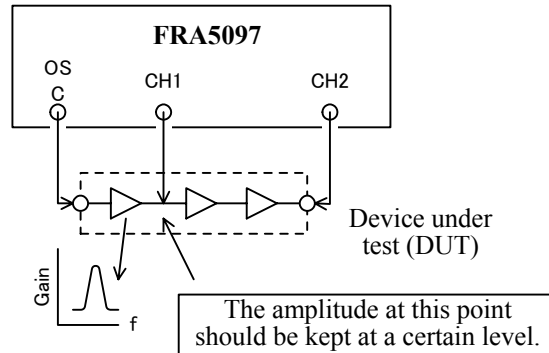 FRA5097
OS
C
CH1
CH2
Device under
test (DUT)
Gain
f
The amplitude at this point
should be kept at a certain level.